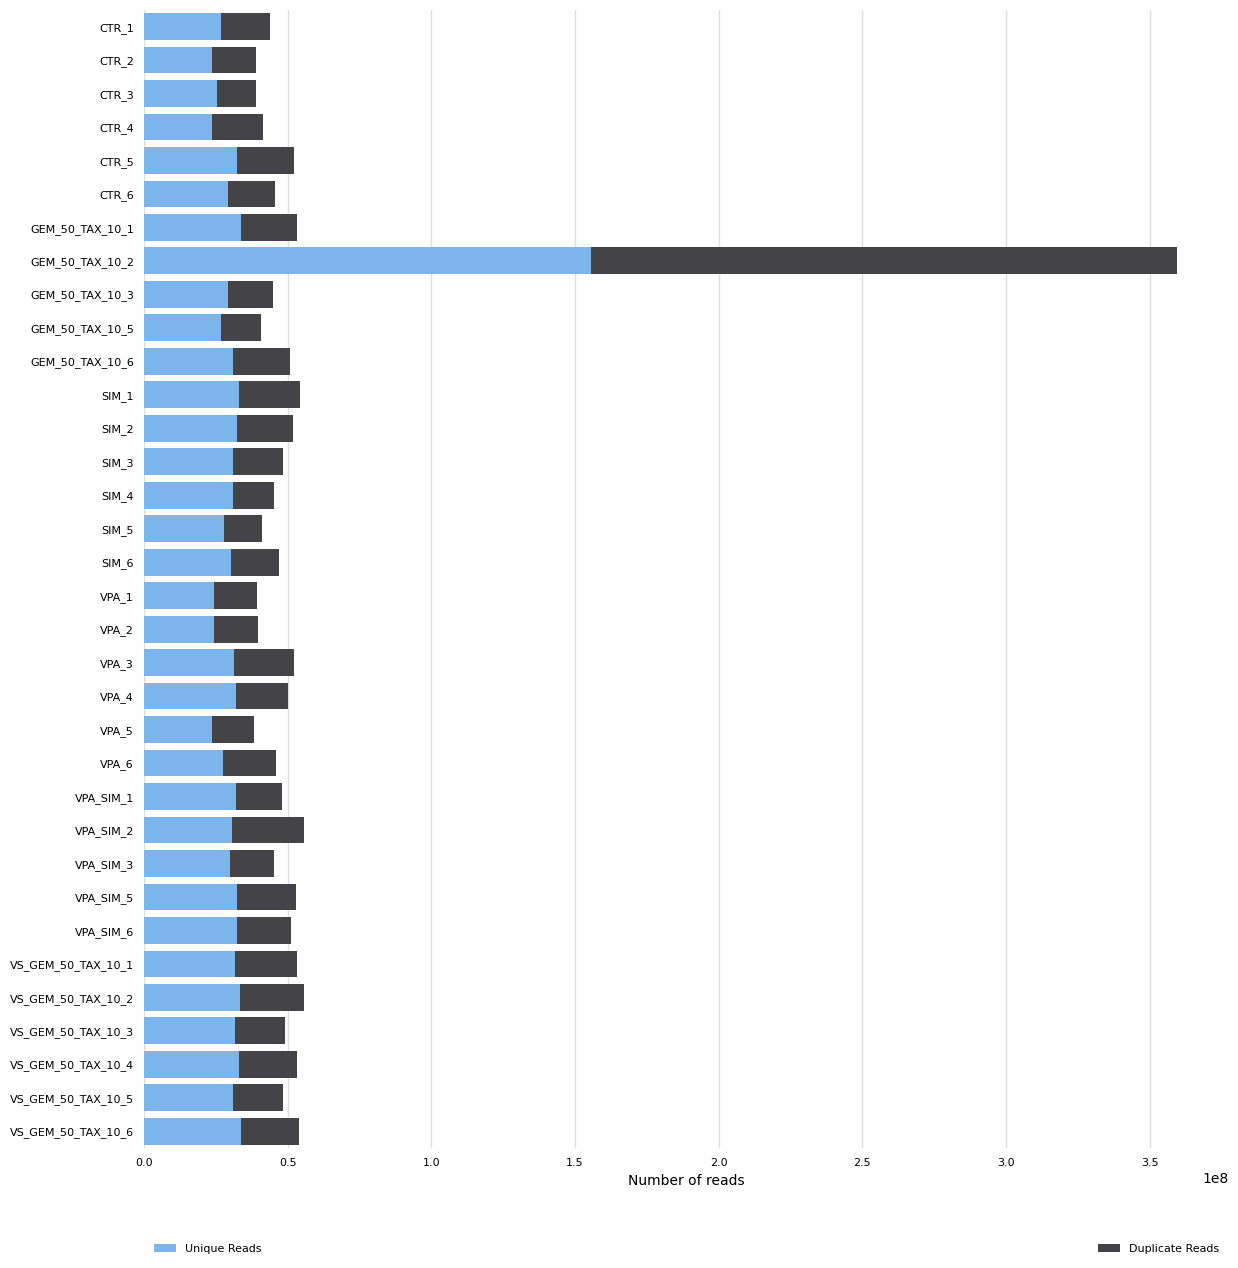 CTR_1
CTR_2
CTR_3
CTR_4
CTR_5
CTR_6
GEM_50_TAX_10_1
GEM_50_TAX_10_2
GEM_50_TAX_10_3
GEM_50_TAX_10_5
GEM_50_TAX_10_6
SIM_1
SIM_2
SIM_3
SIM_4
SIM_5
SIM_6
VPA_1
VPA_2
VPA_3
VPA_4
VPA_5
VPA_6
VPA_SIM_1
VPA_SIM_2
VPA_SIM_3
VPA_SIM_5
VPA_SIM_6
VS_GEM_50_TAX_10_1
VS_GEM_50_TAX_10_2
VS_GEM_50_TAX_10_3
VS_GEM_50_TAX_10_4
VS_GEM_50_TAX_10_5
VS_GEM_50_TAX_10_6
0.0 0.5 1.0 1.5 2.0 2.5 3.0 3.5
Number of reads
1e8
Unique Reads Duplicate Reads